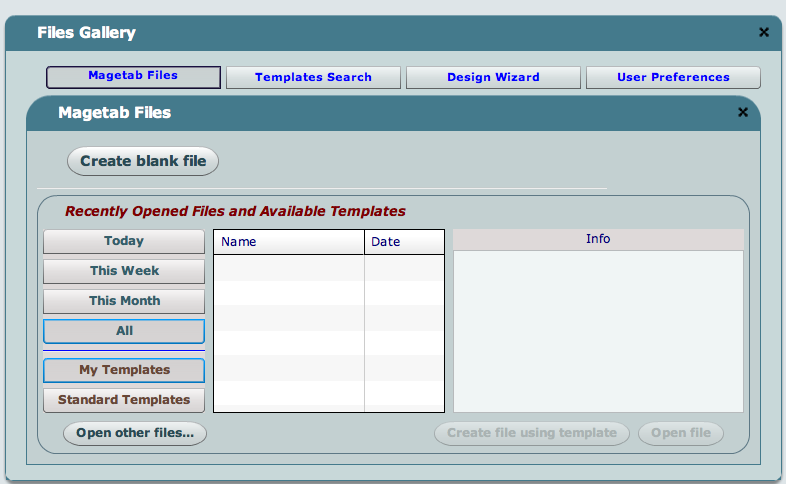 Files Gallery
Magetab Files
Templates Search
Design Wizard
User Preferences
Magetab Files
Create blank file
Recently Opened Files and Available Templates
Today
This Week
This Month
All
My Templates
Standard Templates
Name
Date
Info
Open other files...
Create file using template
Open file